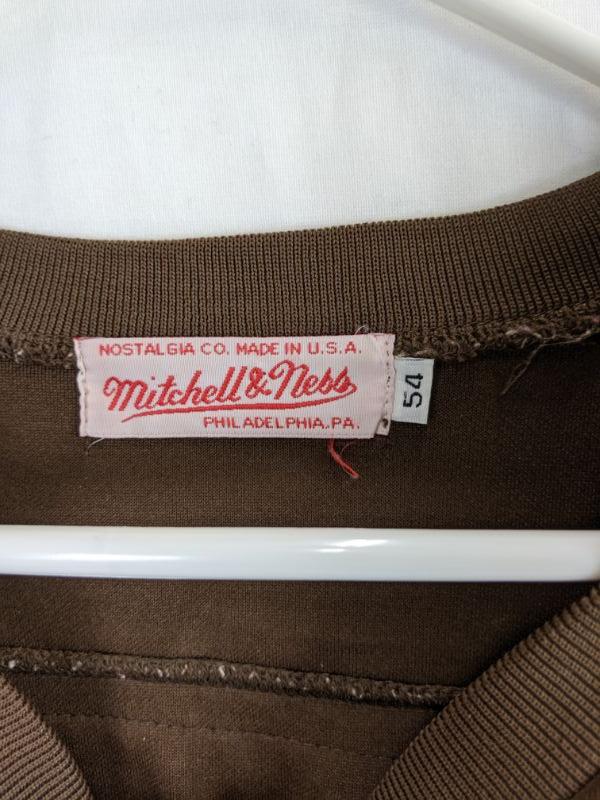 NOSTALGIA CO. MADE IN U.S.A.
Mitchell & Ness
PHILADELPHIA, PA.
54